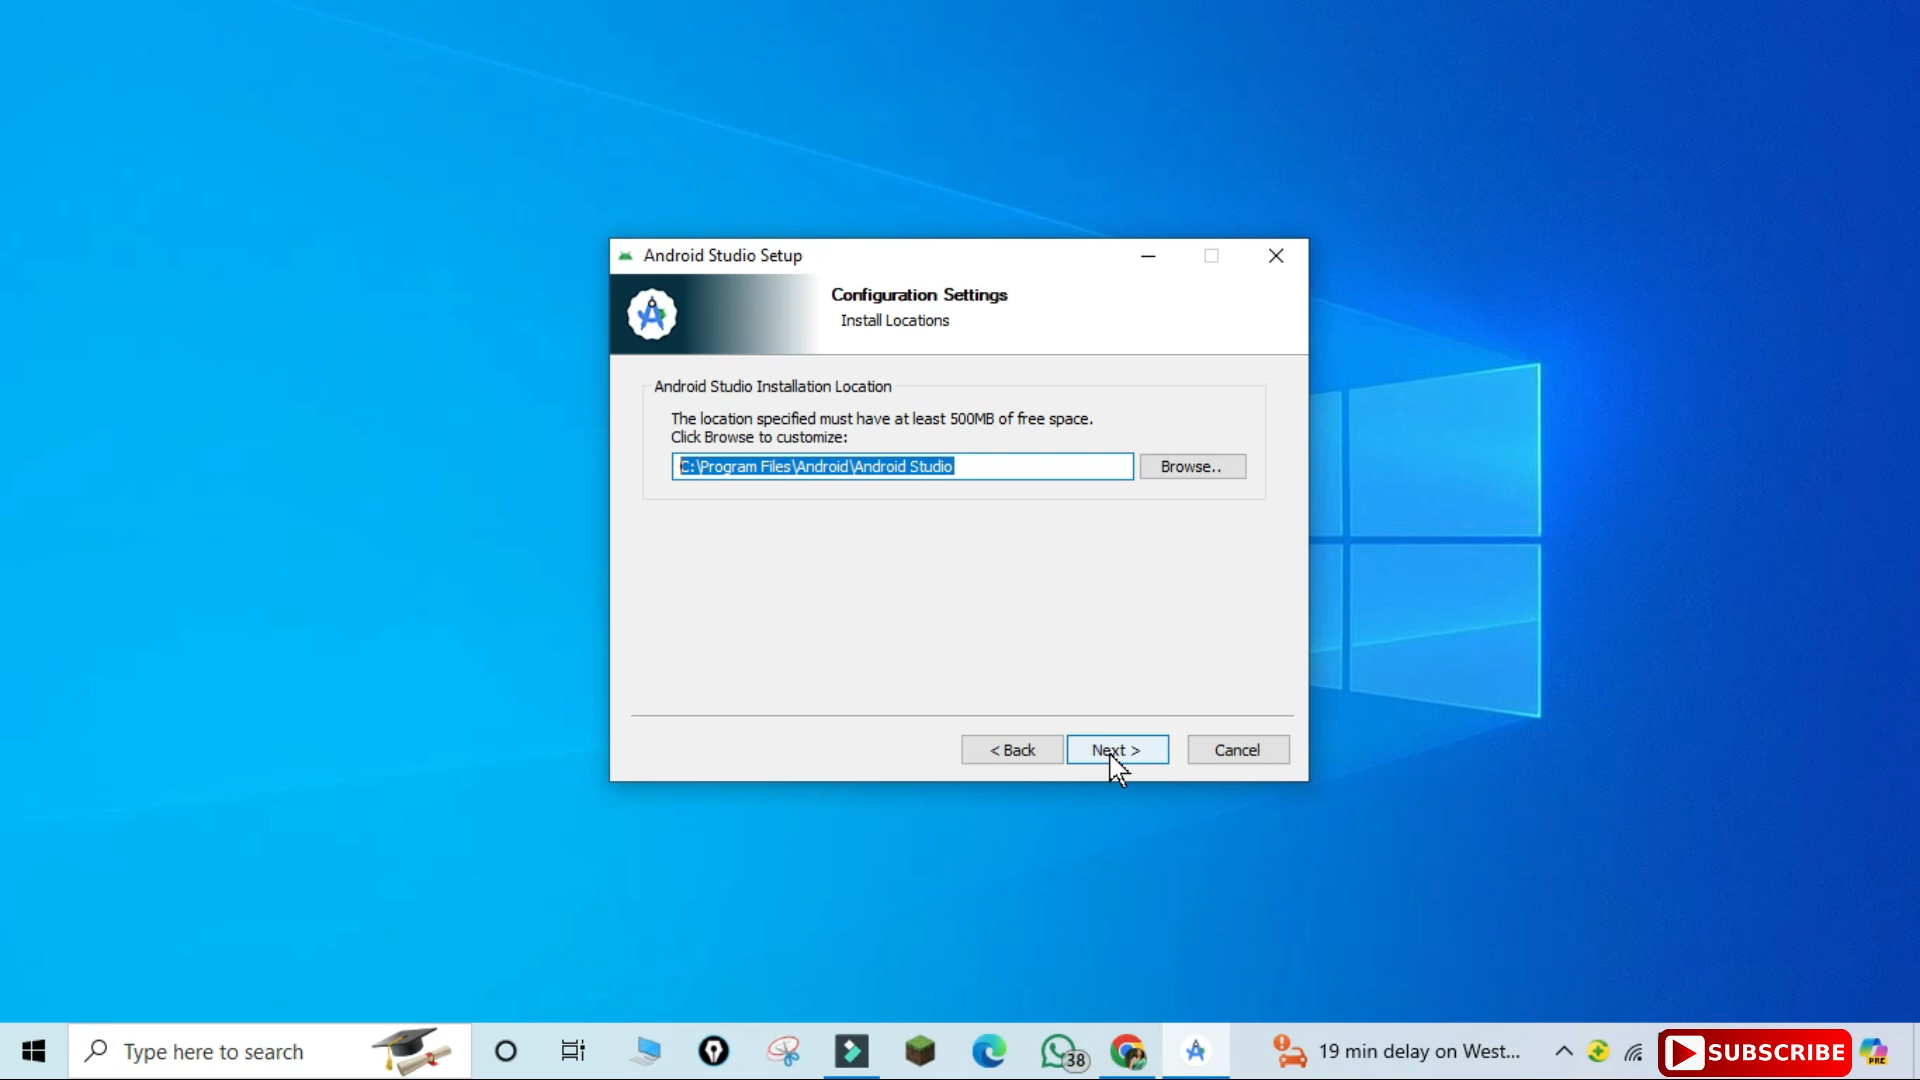 Android Studio Setup
Configuration Settings
Install Locations
Android Studio Installation Location
The location specified must have at least 500MB of free space.
Click Browse to customize:
C:\Program Files\Android\Android Studio
Browse..
< Back
Next >
Cancel
Type here to search
38
19 min delay on West...
SUBSCRIBE
PRE